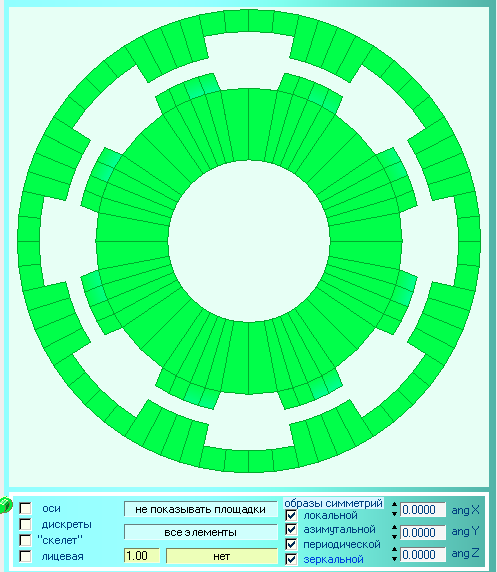 оси
дискреты
"скелет"
лицевая
не показывать площадки
все элементы
1.00
нет
образы симметрий
локальной
азимутальной
периодической
зеркальной
0.0000 ang X
0.0000 ang Y
0.0000 ang Z